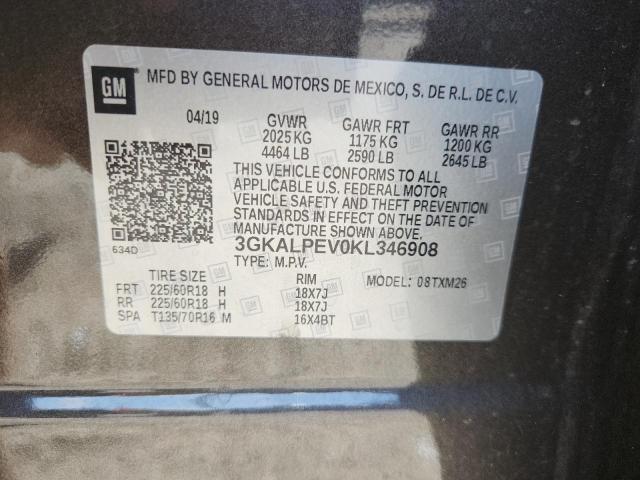 GM MFD BY GENERAL MOTORS DE MEXICO, S. DE R.L. DE C.V.
04/19 GVWR GAWR FRT GAWR RR
2025 KG 1175 KG 1200 KG
4464 LB 2590 LB 2645 LB
THIS VEHICLE CONFORMS TO ALL
APPLICABLE U.S. FEDERAL MOTOR
VEHICLE SAFETY AND THEFT PREVENTION
STANDARDS IN EFFECT ON THE DATE OF
MANUFACTURE SHOWN ABOVE.
634D 3GKALPEV0KL346908
TYPE: M.P.V. MODEL: 08TXM26
TIRE SIZE RIM
FRT 225/60R18 H 18X7J
RR 225/60R18 H 18X7J
SPA T135/70R16 M 16X4BT